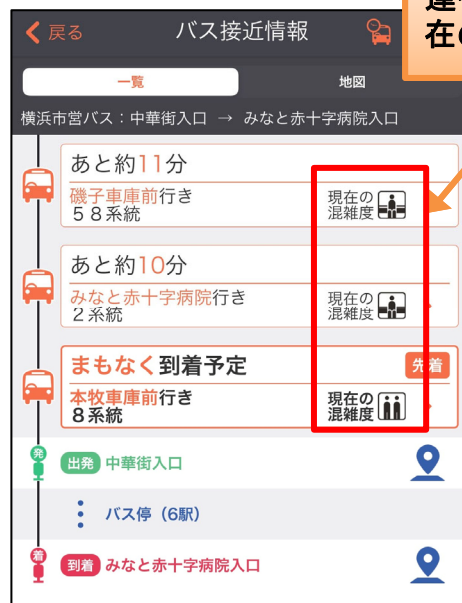 戻る
バス接近情報
在の
一覧
地図
横浜市営バス：中華街入口 → みなと赤十字病院入口
あと約11分
磯子車庫前行き
５８系統
現在の
混雑度
あと約10分
みなと赤十字病院行き
２系統
現在の
混雑度
まもなく到着予定
先着
本牧車庫前行き
８系統
現在の
混雑度
発
出発 中華街入口
バス停（6駅）
着
到着 みなと赤十字病院入口